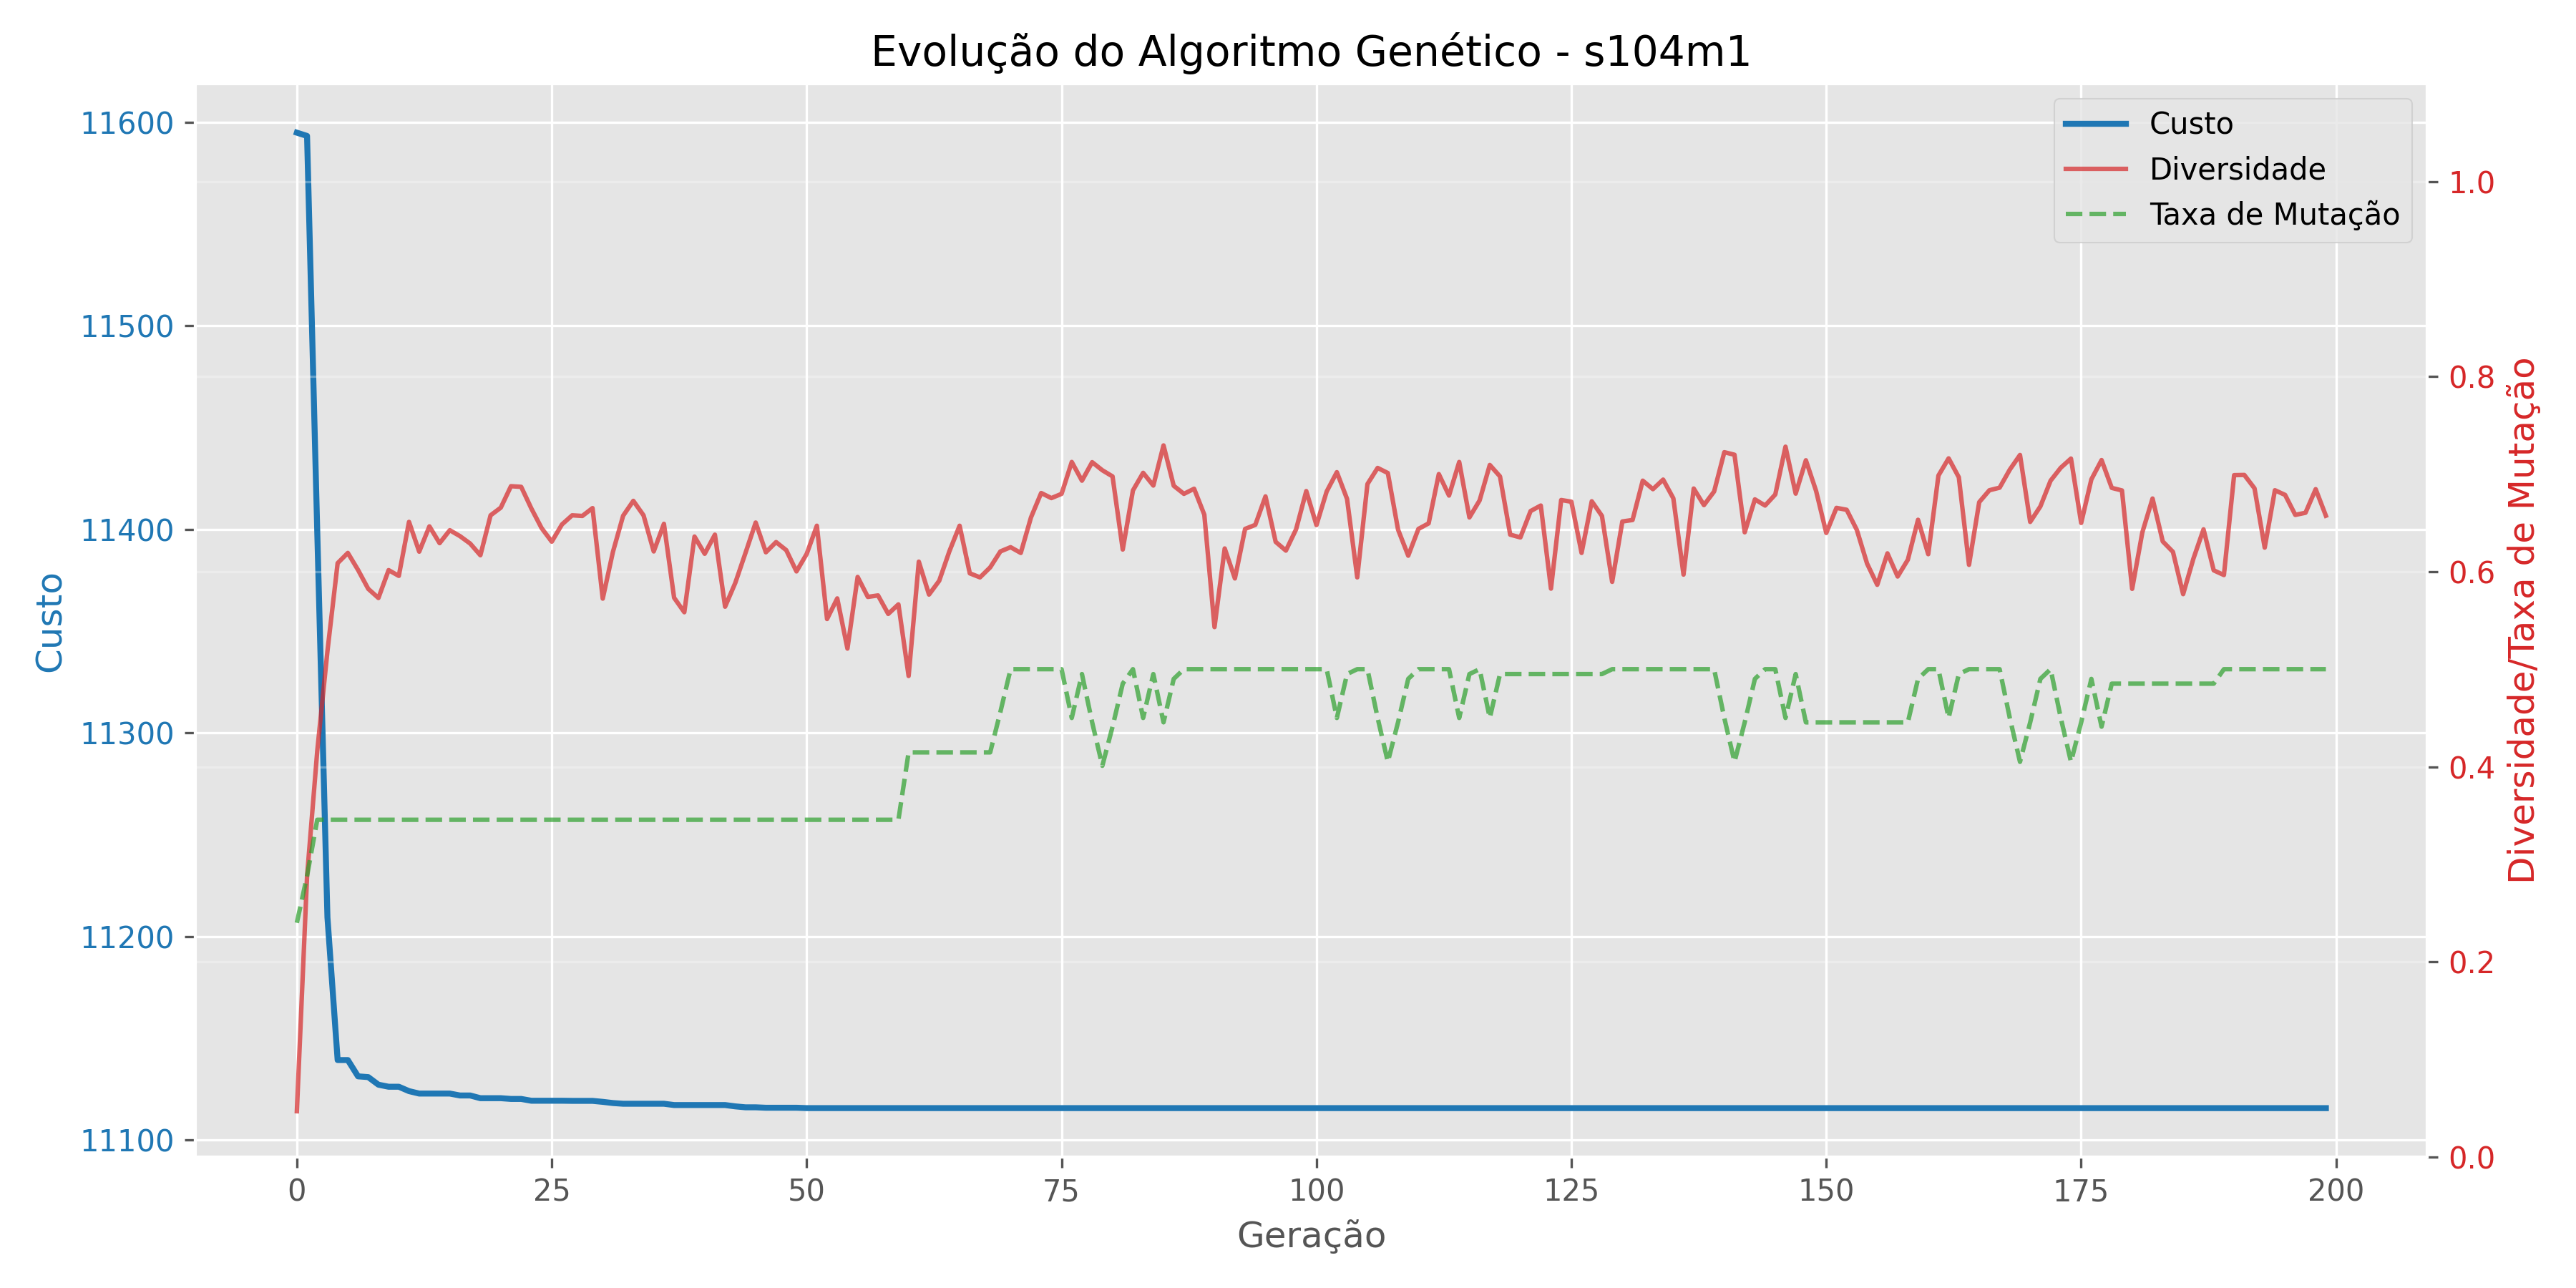 Evolução do Algoritmo Genético - s104m1
Custo
Diversidade
Taxa de Mutação
11600
11500
11400
11300
11200
11100
Custo
1.0
0.8
0.6
0.4
0.2
0.0
Diversidade/Taxa de Mutação
0 25 50 75 100 125 150 175 200
Geração